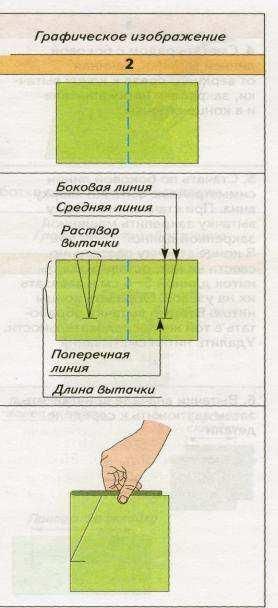 Графическое изображение
2
Боковая линия
Средняя линия
Раствор
вытачки
Поперечная
линия
Длина вытачки